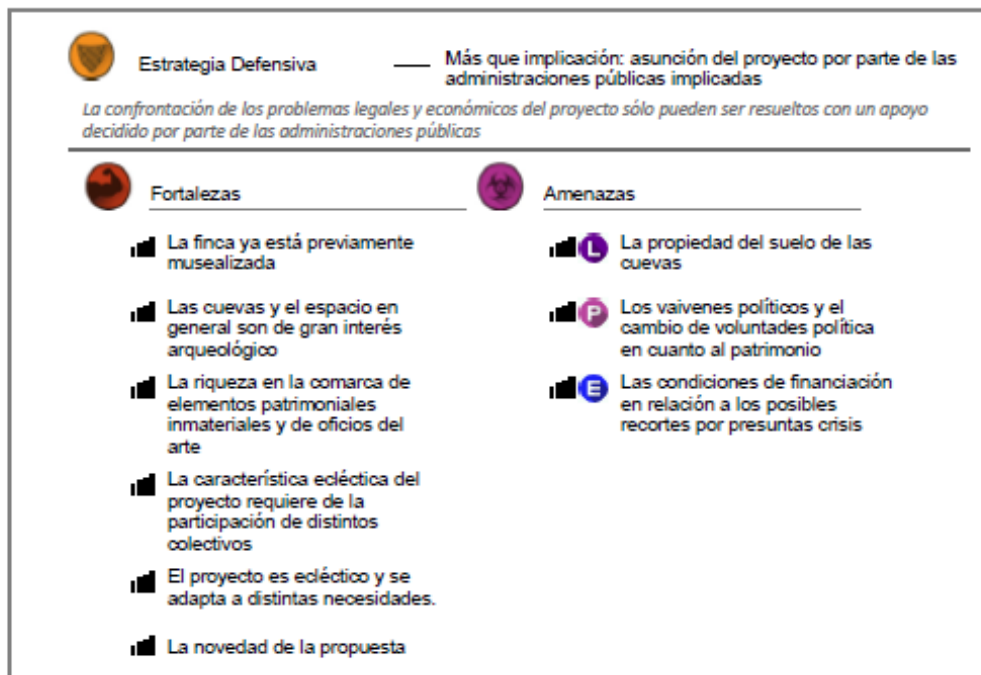 Estrategia Defensiva
Más que implicación: asunción del proyecto por parte de las
administraciones públicas implicadas
La confrontación de los problemas legales y económicos del proyecto sólo pueden ser resueltos con un apoyo
decidido por parte de las administraciones públicas
Fortalezas
La finca ya está previamente
musealizada
Las cuevas y el espacio en
general son de gran interés
arqueológico
La riqueza en la comarca de
elementos patrimoniales
inmateriales y de oficios del
arte
La característica ecléctica del
proyecto requiere de la
participación de distintos
colectivos
El proyecto es ecléctico y se
adapta a distintas necesidades.
La novedad de la propuesta
Amenazas
L La propiedad del suelo de las
cuevas
P Los vaivenes políticos y el
cambio de voluntades política
en cuanto al patrimonio
E Las condiciones de financiación
en relación a los posibles
recortes por presuntas crisis